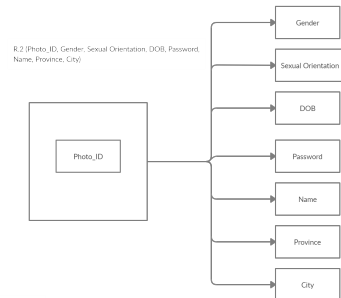 Gender
R.2 (Photo_ID, Gender, Sexual Orientation, DOB, Password,
Name, Province, City)
Sexual Orientation
DOB
Photo_ID
Password
Name
Province
City